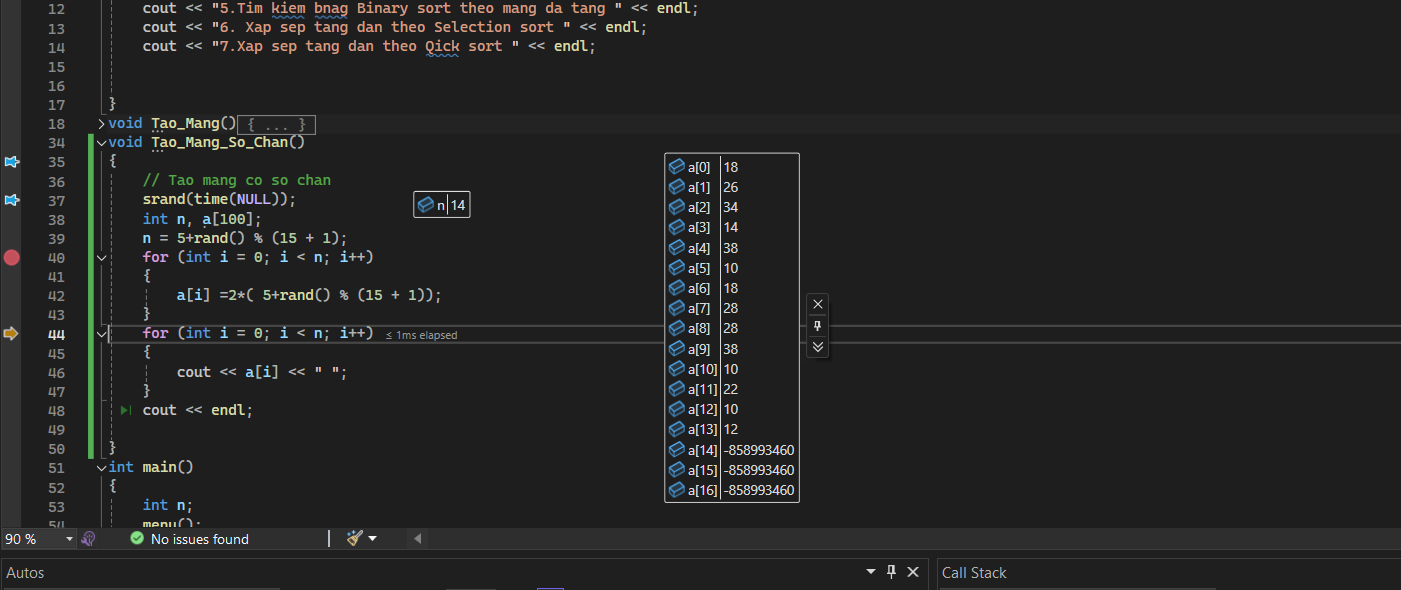 12 cout << "5.Tim kiem bnag Binary sort theo mang da tang " << endl;
13 cout << "6. Xap sep tang dan theo Selection sort " << endl;
14 cout << "7.Xap sep tang dan theo Qick sort " << endl;
15
16
17 }
18 void Tao_Mang() { ... }
34 void Tao_Mang_So_Chan()
35 {
36 // Tao mang co so chan
37 srand(time(NULL));
38 int n, a[100];
39 n = 5+rand() % (15 + 1);
40 for (int i = 0; i < n; i++)
41 {
42 a[i] =2*( 5+rand() % (15 + 1));
43 }
44 for (int i = 0; i < n; i++) ≤ 1ms elapsed
45 {
46 cout << a[i] << " ";
47 }
48 cout << endl;
49
50 }
51 int main()
52 {
53 int n;
54 menu();
n 14
a[0] 18
a[1] 26
a[2] 34
a[3] 14
a[4] 38
a[5] 10
a[6] 18
a[7] 28
a[8] 28
a[9] 38
a[10] 10
a[11] 22
a[12] 10
a[13] 12
a[14] -858993460
a[15] -858993460
a[16] -858993460
90 % No issues found
Autos
Call Stack